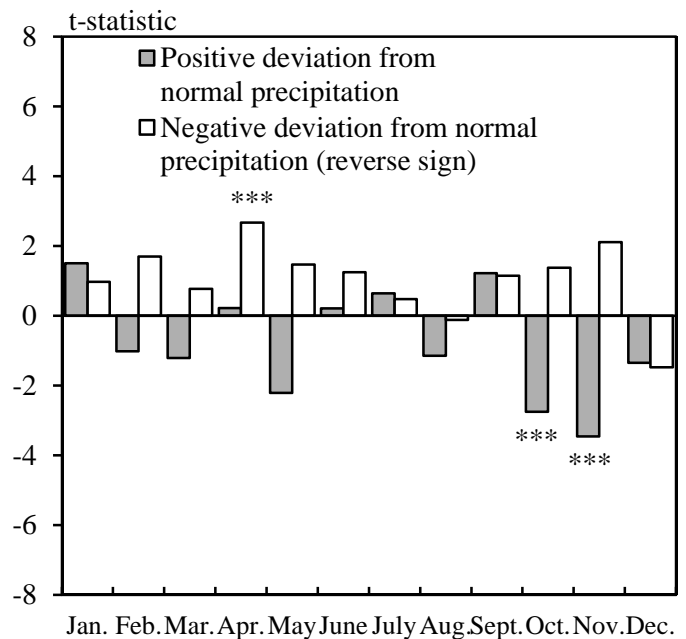 t-statistic
8
Positive deviation from
normal precipitation
6
Negative deviation from normal
precipitation (reverse sign)
4
***
2
0
-2
***
***
-4
-6
-8
Jan. Feb. Mar. Apr. May June July Aug. Sept. Oct. Nov. Dec.